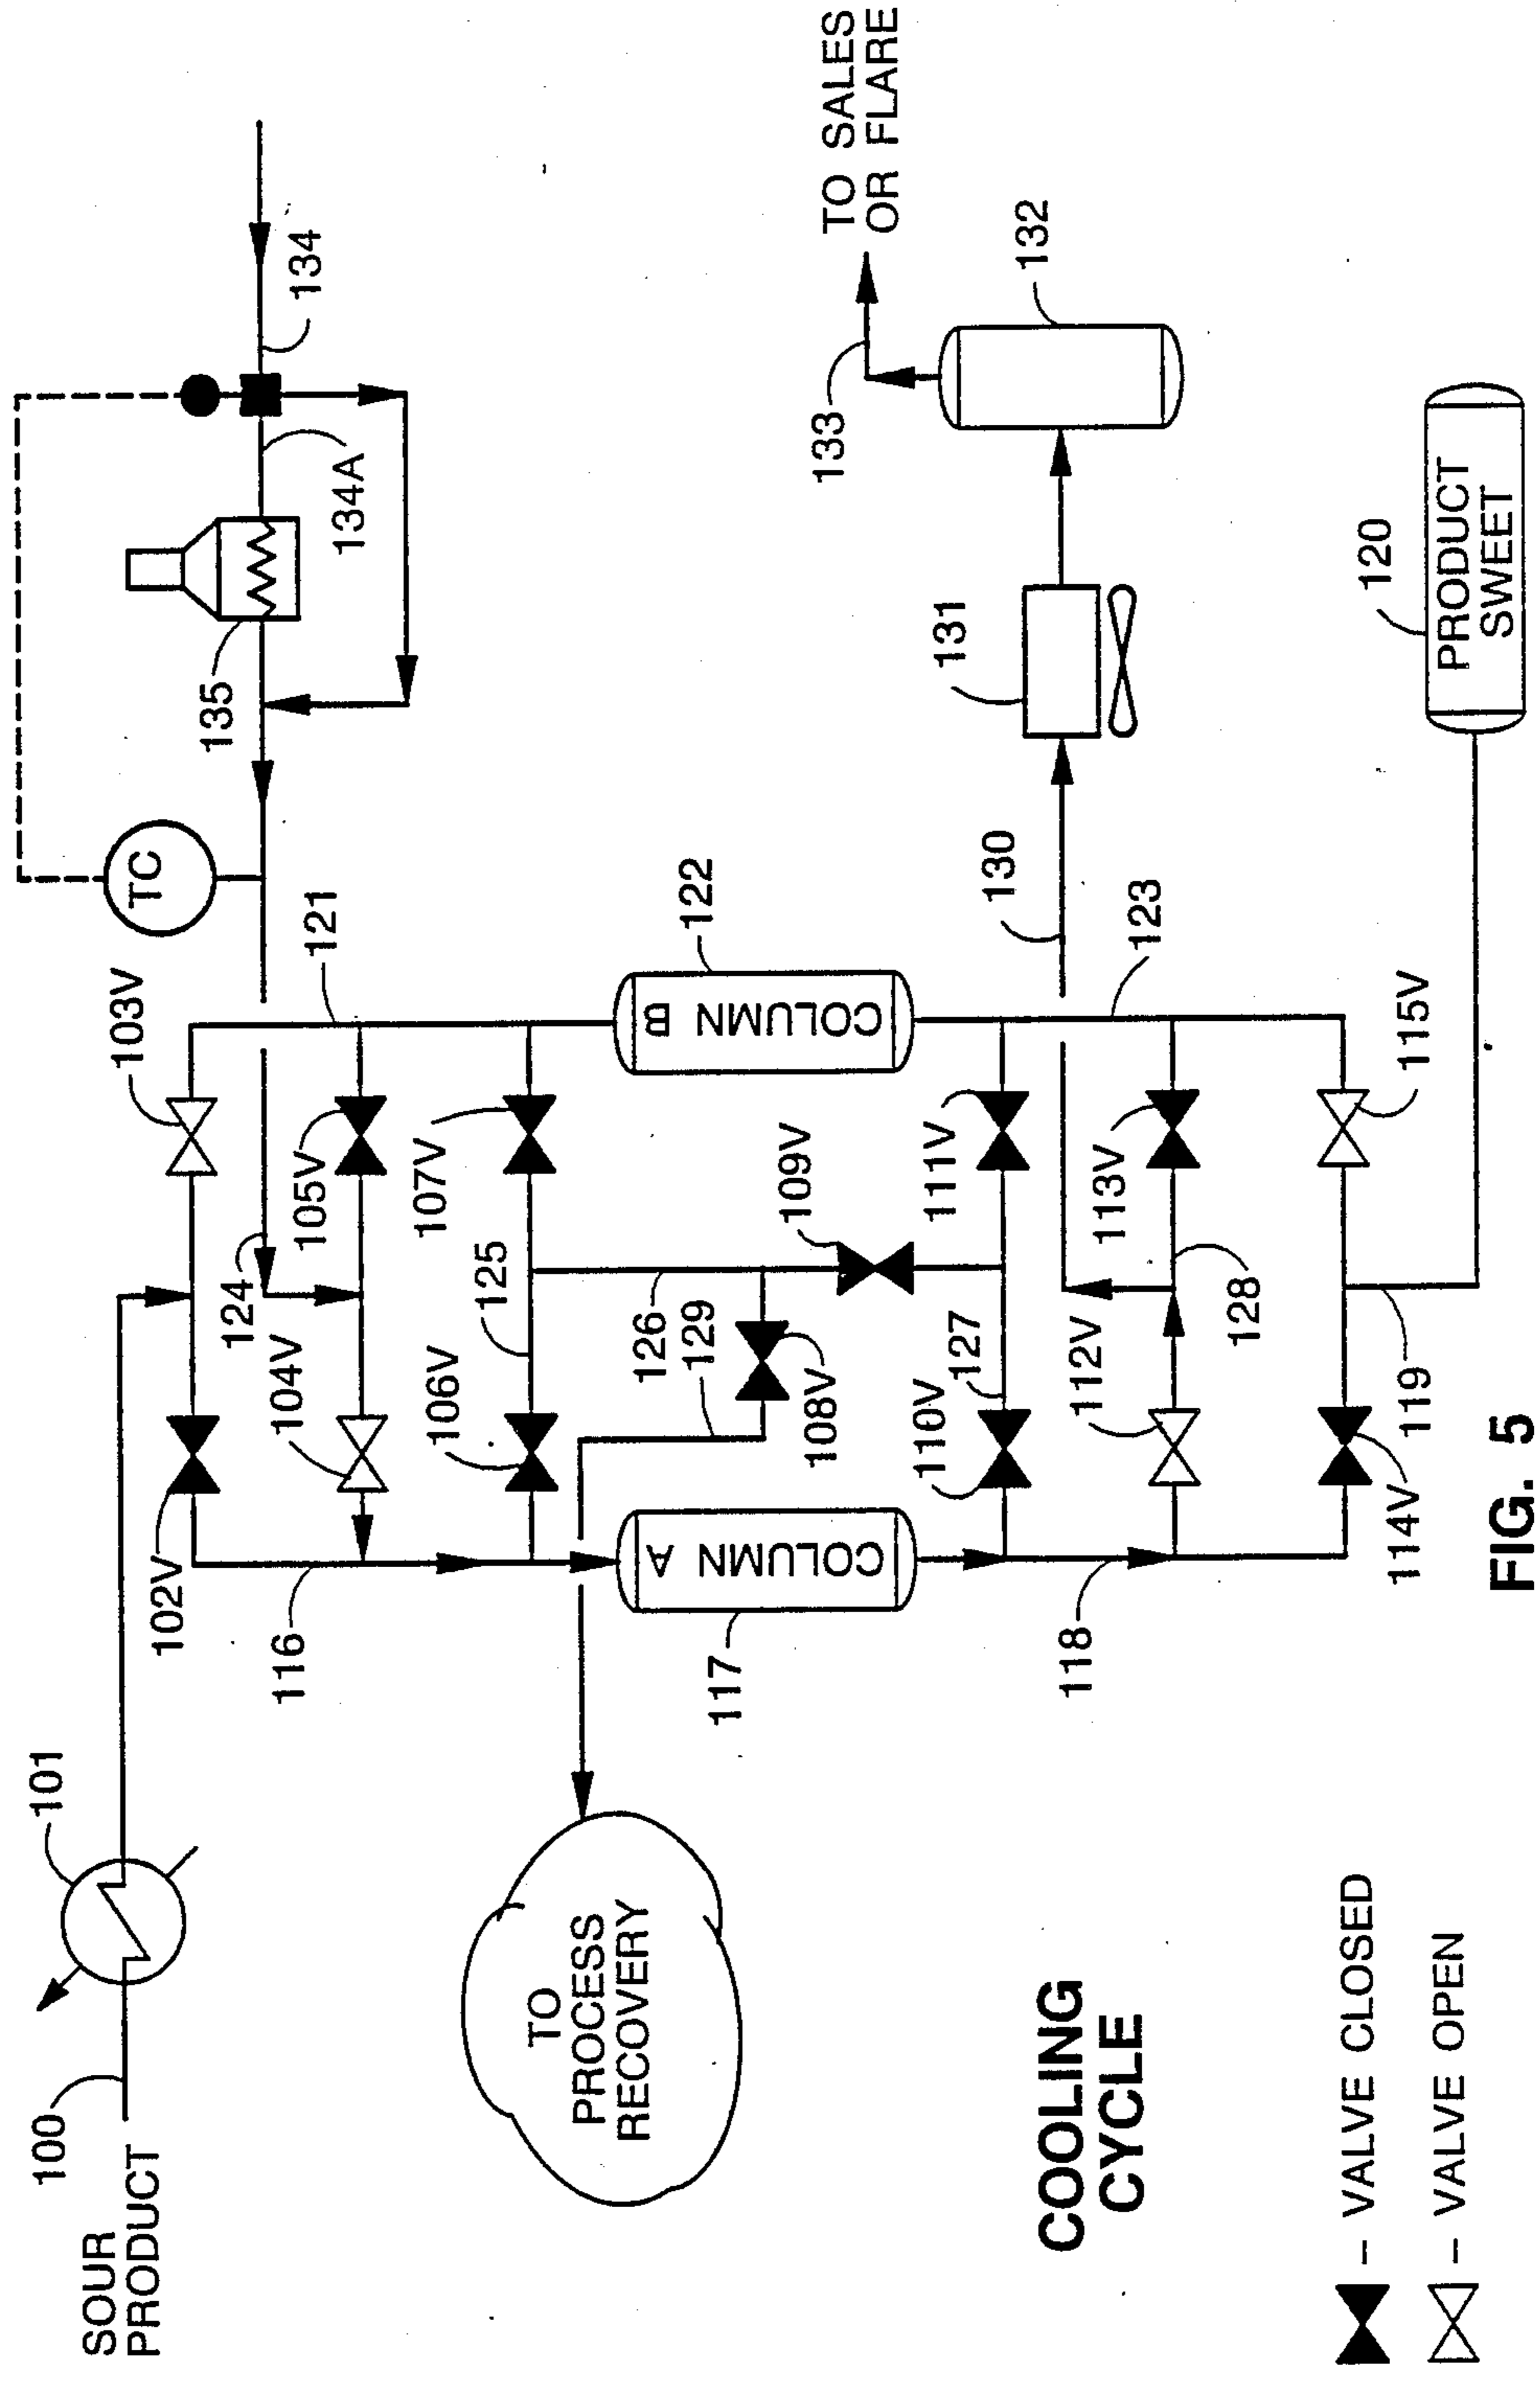 SOUR
PRODUCT
100
101
102V
103V
116
121
TC
124
104V
105V
135
134A
134
TO
PROCESS
RECOVERY
106V
125
107V
117
COLUMN A
126
129
108V
109V
COLUMN B
122
TO SALES
OR FLARE
133
132
131
130
118
110V
127
111V
112V
128
113V
123
114V
119
115V
120
PRODUCT
SWEET
COOLING
CYCLE
– VALVE CLOSED
– VALVE OPEN
FIG. 5